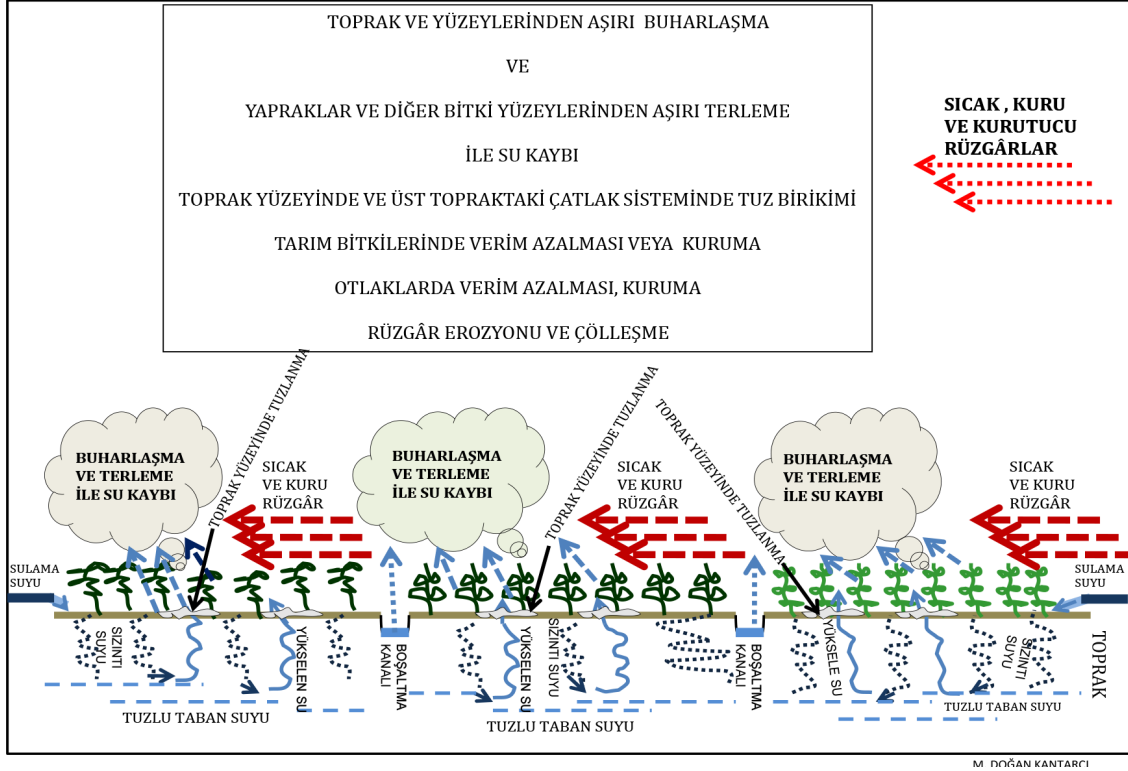 TOPRAK VE YÜZEYLERİNDEN AŞIRI BUHARLAŞMA
VE
YAPRAKLAR VE DİĞER BİTKİ YÜZEYLERİNDEN AŞIRI TERLEME
İLE SU KAYBI
TOPRAK YÜZEYİNDE VE ÜST TOPRAKTAKİ ÇATLAK SİSTEMİNDE TUZ BİRİKİMİ
TARIM BİTKİLERİNDE VERİM AZALMASI VEYA KURUMA
OTLAKLARDA VERİM AZALMASI, KURUMA
RÜZGÂR EROZYONU VE ÇÖLLEŞME
SICAK , KURU
VE KURUTUCU
RÜZGÂRLAR
BUHARLAŞMA
VE TERLEME
İLE SU KAYBI
TOPRAK YÜZEYİNDE TUZLANMA
SICAK
VE KURU
RÜZGÂR
BUHARLAŞMA
VE TERLEME
İLE SU KAYBI
SICAK
VE KURU
RÜZGÂR
TOPRAK YÜZEYİNDE TUZLANMA
TOPRAK YÜZEYİNDE TUZLANMA
BUHARLAŞMA
VE TERLEME
İLE SU KAYBI
SICAK
VE KURU
RÜZGÂR
SULAMA
SUYU
SULAMA
SUYU
SIZINTI
SUYU
YÜKSELEN SU
BOŞALTMA
KANALI
YÜKSELEN SU
SIZINTI SUYU
BOŞALTMA
KANALI
YÜKSELE SU
SIZINTI
SUYU
TOPRAK
TUZLU TABAN SUYU
TUZLU TABAN SUYU
TUZLU TABAN SUYU
M. DOĞAN KANTARCI